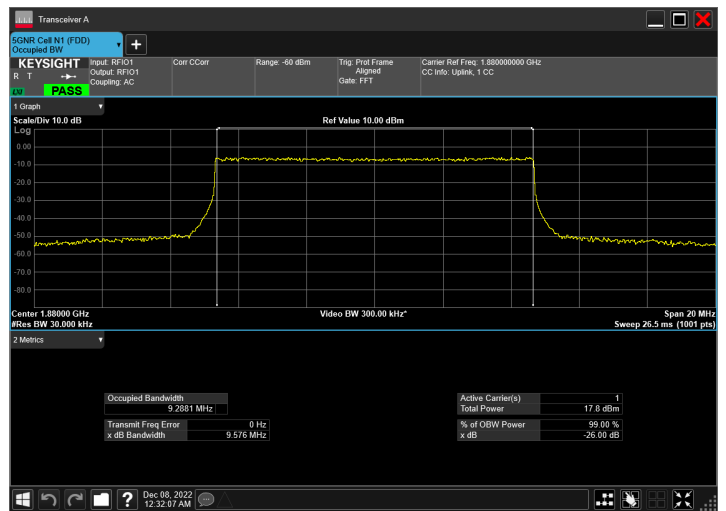 Transceiver A
5GNR Cell N1 (FDD)
Occupied BW
KEYSIGHT
R T
LXI
PASS
Input: RFIO1
Output: RFIO1
Coupling: AC
Corr CCorr
Range: -60 dBm
Trig: Prot Frame
Aligned
Gate: FFT
Carrier Ref Freq: 1.880000000 GHz
CC Info: Uplink, 1 CC
1 Graph
Scale/Div 10.0 dB
Ref Value 10.00 dBm
Log
0.00
-10.0
-20.0
-30.0
-40.0
-50.0
-60.0
-70.0
-80.0
Center 1.88000 GHz
Video BW 300.00 kHz*
Span 20 MHz
#Res BW 30.000 kHz
Sweep 26.5 ms (1001 pts)
2 Metrics
Occupied Bandwidth
9.2881 MHz
Transmit Freq Error 0 Hz
x dB Bandwidth 9.576 MHz
Active Carrier(s) 1
Total Power 17.8 dBm
% of OBW Power 99.00 %
x dB -26.00 dB
?
Dec 08, 2022
12:32:07 AM